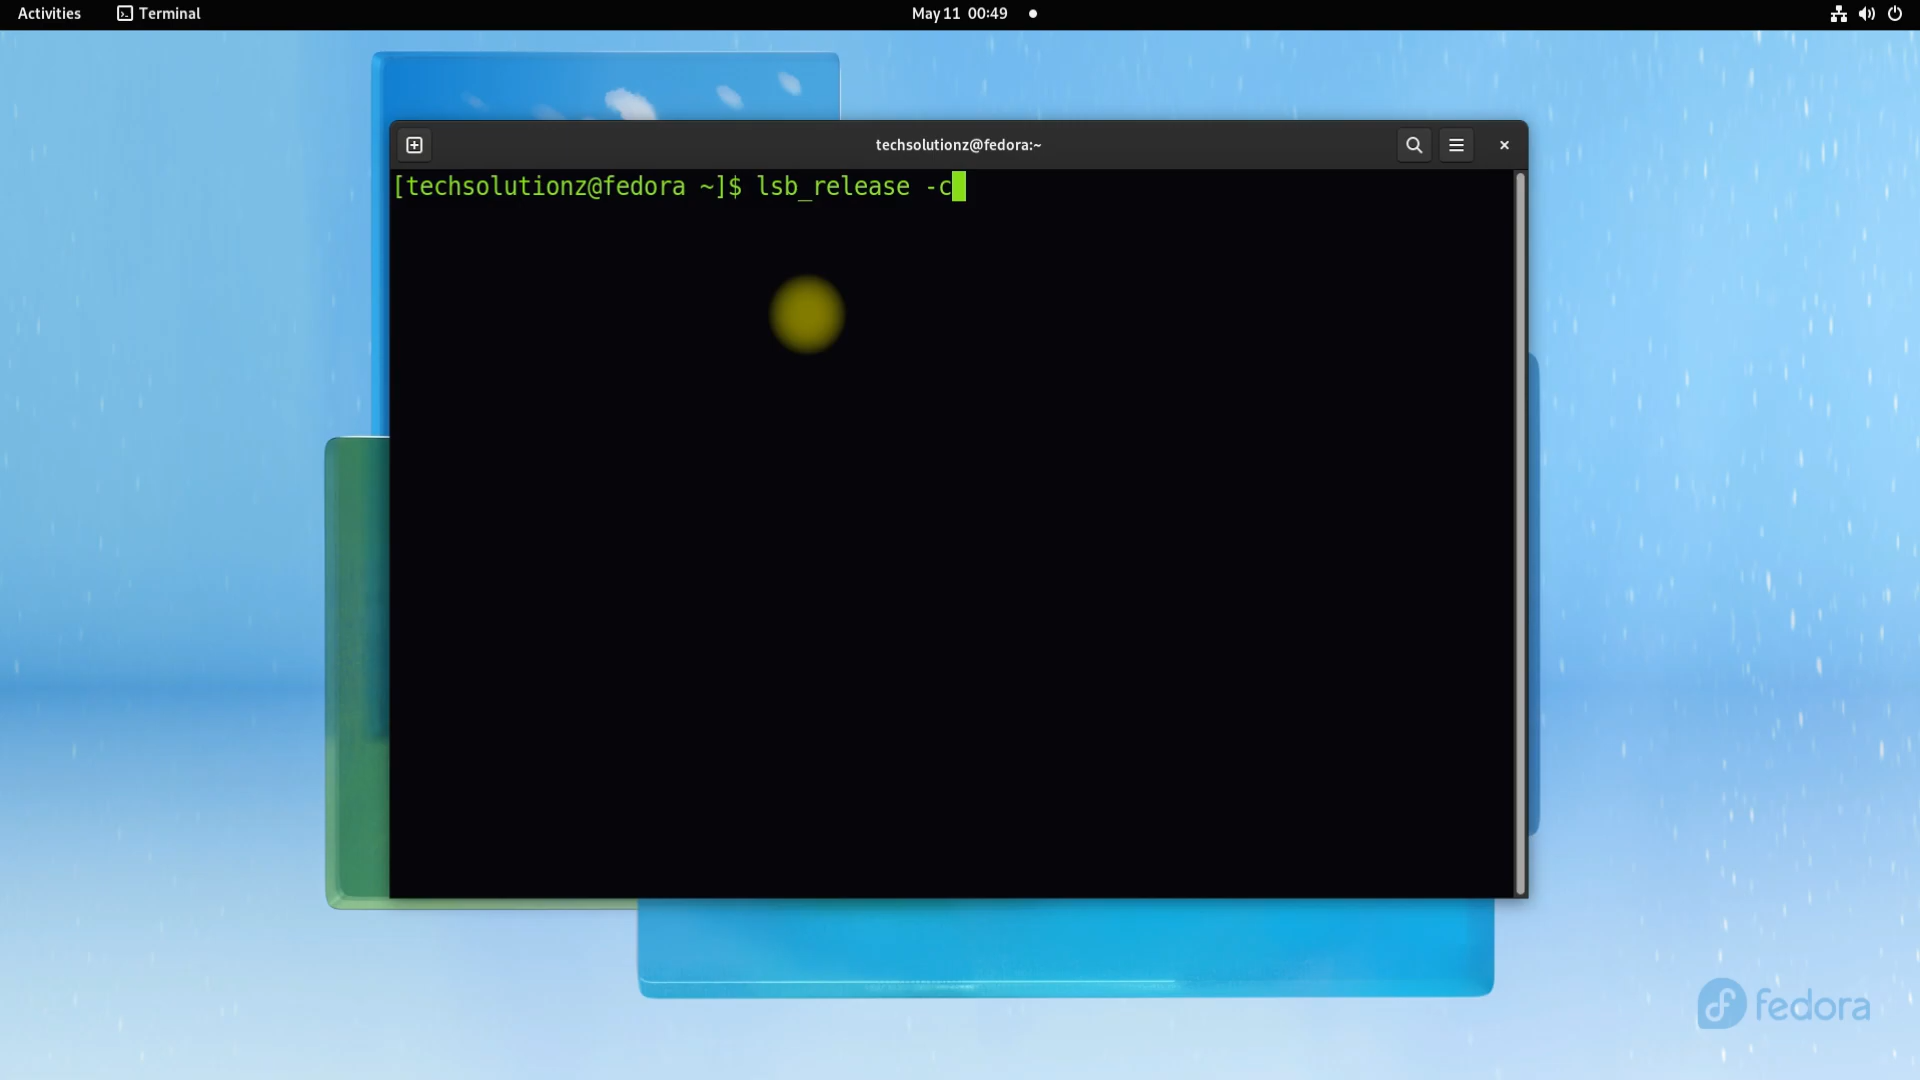 Activities
Terminal
May 11 00:49
techsolutionz@fedora:~
[techsolutionz@fedora ~]$ lsb_release -c
fedora